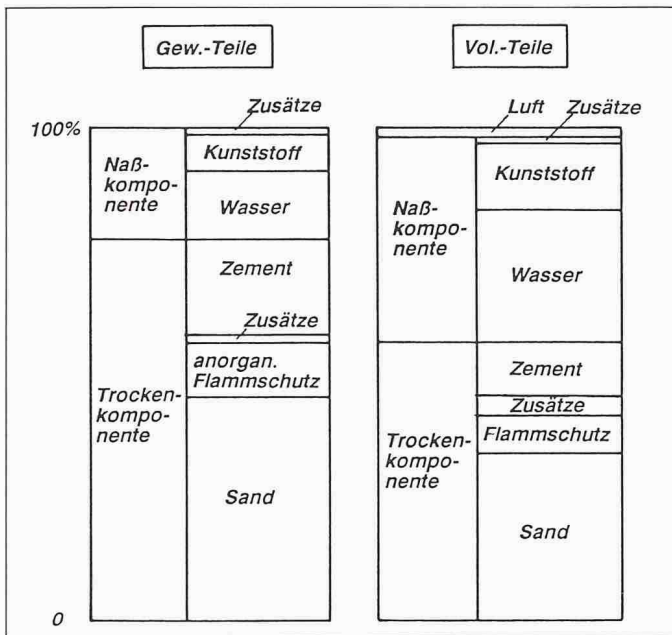 Gew.-Teile
Vol.-Teile
100%
Zusätze
Naß-
kompo-
nente
Kunststoff
Wasser
Trocken-
kompo-
nente
Zement
Zusätze
anorgan.
Flammschutz
Sand
0
Luft
Zusätze
Naß-
kompo-
nente
Kunststoff
Wasser
Trocken-
kompo-
nente
Zement
Zusätze
Flammschutz
Sand